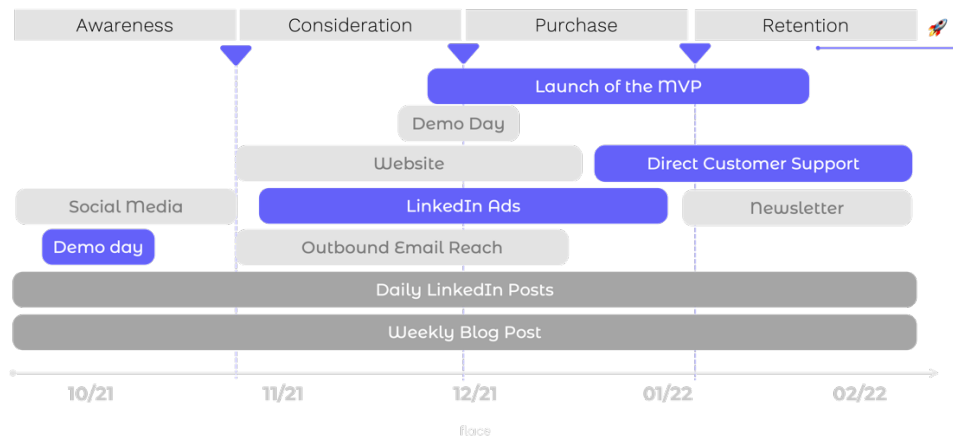 Awareness Consideration Purchase Retention
Launch of the MVP
Demo Day
Website Direct Customer Support
Social Media LinkedIn Ads Newsletter
Demo day Outbound Email Reach
Daily LinkedIn Posts
Weekly Blog Post
10/21 11/21 12/21 01/22 02/22
flace